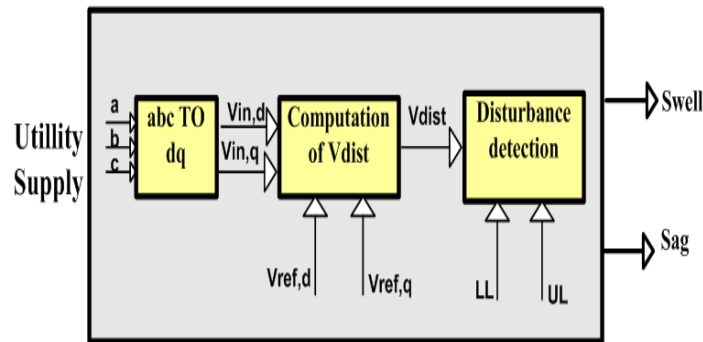 Utillity
Supply
a
b
c
abc TO
dq
Vin,d
Vin,q
Computation
of Vdist
Vdist
Disturbance
detection
Swell
Sag
Vref,d
Vref,q
LL
UL